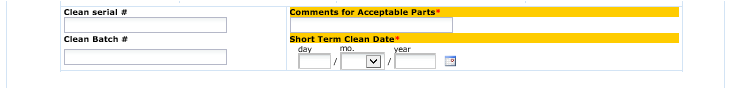 Clean serial #
Comments for Acceptable Parts*
Clean Batch #
Short Term Clean Date*
day mo. year
/ /